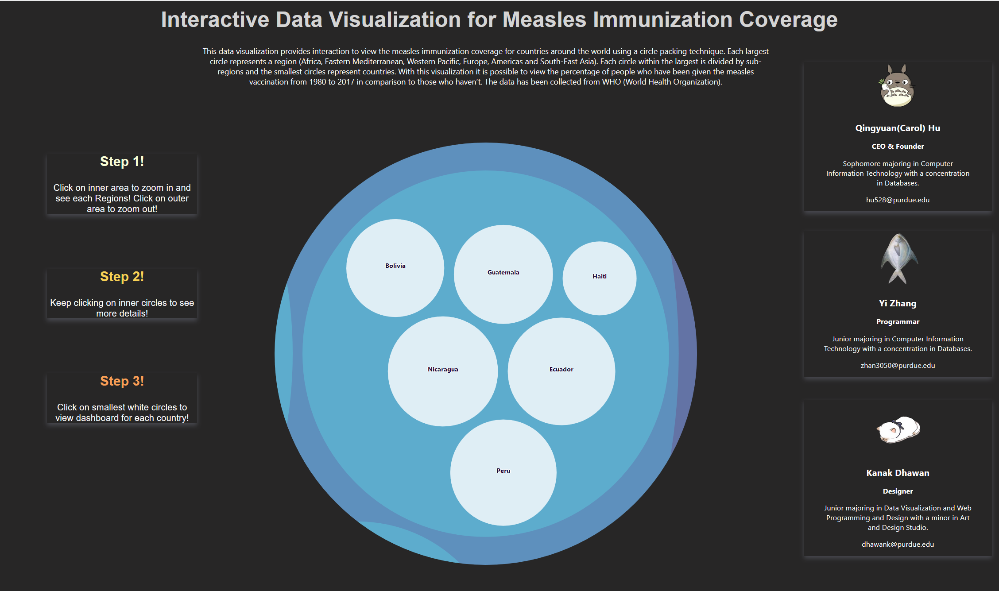 Interactive Data Visualization for Measles Immunization Coverage
This data visualization provides interaction to view the measles immunization coverage for countries around the world using a circle packing technique. Each largest
circle represents a region (Africa, Eastern Mediterranean, Western Pacific, Europe, Americas and South-East Asia). Each circle within the largest is divided by sub-
regions and the smallest circles represent countries. With this visualization it is possible to view the percentage of people who have been given the measles
vaccination from 1980 to 2017 in comparison to those who haven’t. The data has been collected from WHO (World Health Organization).
Step 1!
Click on inner area to zoom in and
see each Regions! Click on outer
area to zoom out!
Step 2!
Keep clicking on inner circles to see
more details!
Step 3!
Click on smallest white circles to
view dashboard for each country!
Bolivia
Guatemala
Haiti
Nicaragua
Ecuador
Peru
Qingyuan(Carol) Hu
CEO & Founder
Sophomore majoring in Computer
Information Technology with a concentration
in Databases.
hu528@purdue.edu
Yi Zhang
Programmar
Junior majoring in Computer Information
Technology with a concentration in Databases.
zhan3050@purdue.edu
Kanak Dhawan
Designer
Junior majoring in Data Visualization and Web
Programming and Design with a minor in Art
and Design Studio.
dhawank@purdue.edu